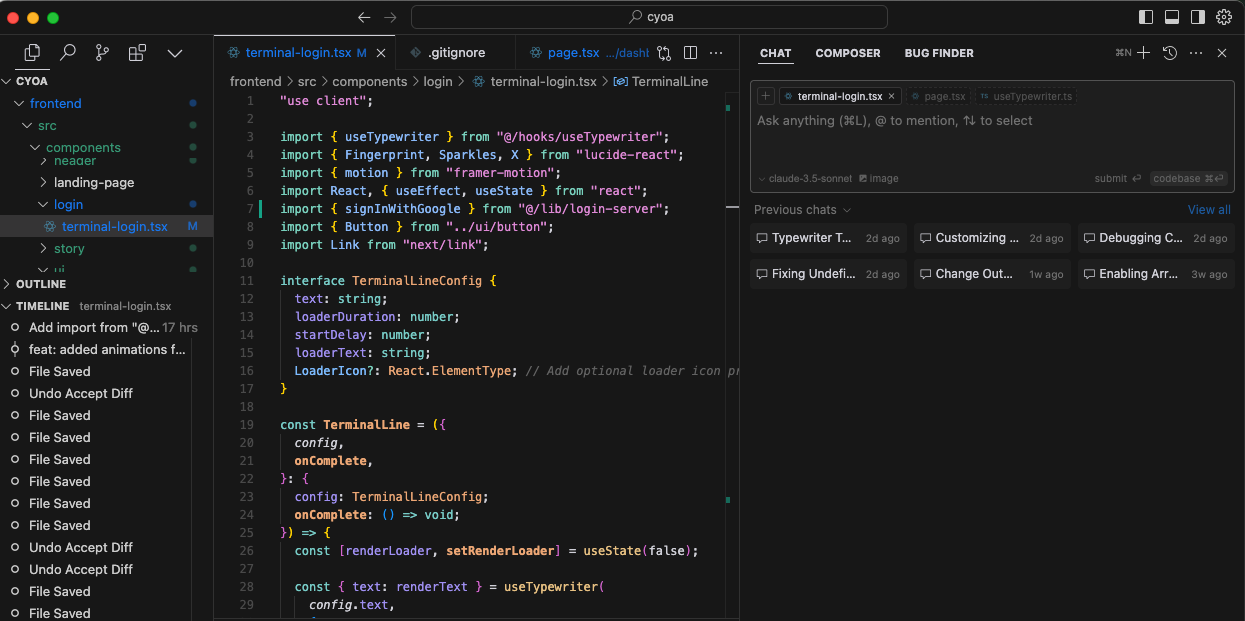 cyoa
terminal-login.tsx M
.gitignore
page.tsx .../dashb
CHAT COMPOSER BUG FINDER ⌘N
CYOA
frontend
src
components
header
landing-page
login
terminal-login.tsx M
story
ui
OUTLINE
TIMELINE terminal-login.tsx
Add import from "@... 17 hrs
feat: added animations f...
File Saved
Undo Accept Diff
File Saved
File Saved
File Saved
File Saved
File Saved
File Saved
Undo Accept Diff
Undo Accept Diff
File Saved
File Saved
frontend > src > components > login > terminal-login.tsx > TerminalLine
1 "use client";
2
3 import { useTypewriter } from "@/hooks/useTypewriter";
4 import { Fingerprint, Sparkles, X } from "lucide-react";
5 import { motion } from "framer-motion";
6 import React, { useEffect, useState } from "react";
7 import { signInWithGoogle } from "@/lib/login-server";
8 import { Button } from "../ui/button";
9 import Link from "next/link";
10
11 interface TerminalLineConfig {
12 text: string;
13 loaderDuration: number;
14 startDelay: number;
15 loaderText: string;
16 LoaderIcon?: React.ElementType; // Add optional loader icon pr
17 }
18
19 const TerminalLine = ({
20 config,
21 onComplete,
22 }: {
23 config: TerminalLineConfig;
24 onComplete: () => void;
25 }) => {
26 const [renderLoader, setRenderLoader] = useState(false);
27
28 const { text: renderText } = useTypewriter(
29 config.text,
+ terminal-login.tsx × page.tsx TS useTypewriter.ts
Ask anything (⌘L), @ to mention, ⇅ to select
claude-3.5-sonnet image submit ⏎ codebase ⌘⏎
Previous chats View all
Typewriter T... 2d ago
Customizing ... 2d ago
Debugging C... 2d ago
Fixing Undefi... 2d ago
Change Out... 1w ago
Enabling Arr... 3w ago